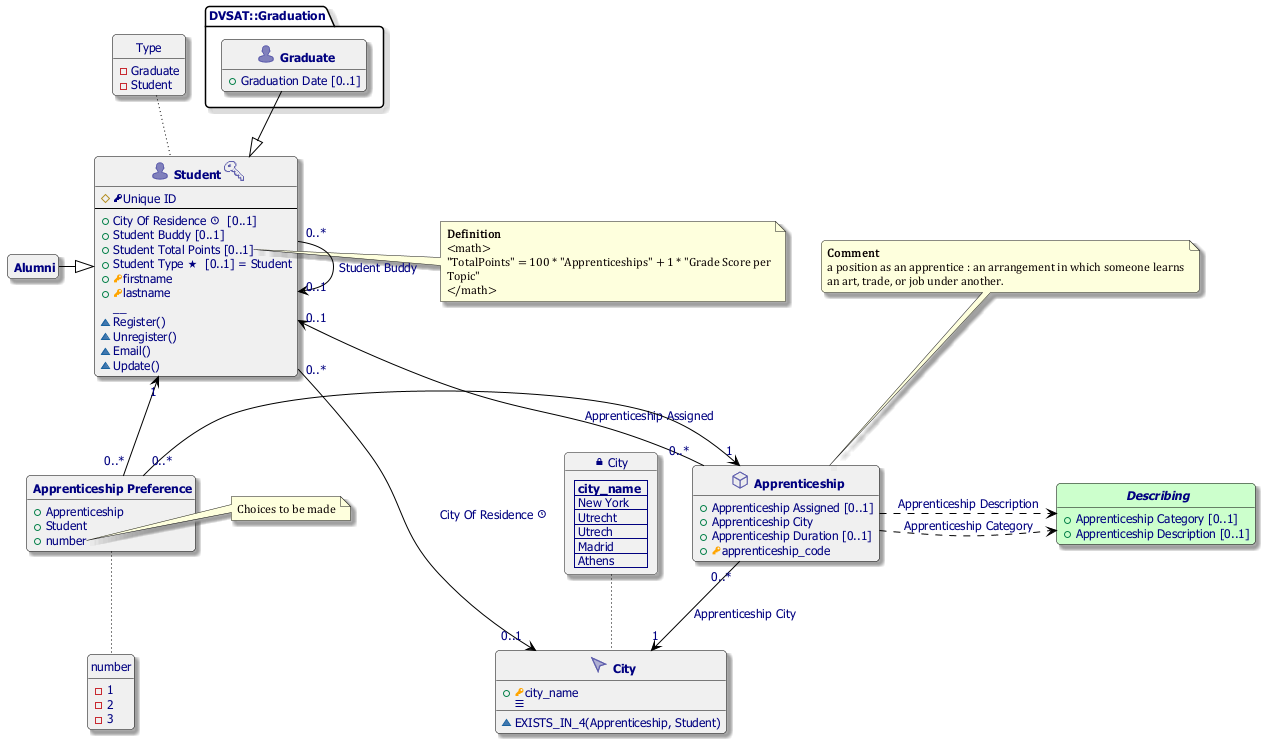 DVSAT::Graduation
Graduate
Graduation Date [0..1]
Type
Graduate
Student
Student
Unique ID
City Of Residence [0..1]
Student Buddy [0..1]
Student Total Points [0..1]
Student Type ★ [0..1] = Student
firstname
lastname
__
Register()
Unregister()
Email()
Update()
Alumni
0..*
Student Buddy
0..1
0..1
0..*
1
Definition
<math>
"TotalPoints" = 100 * "Apprenticeships" + 1 * "Grade Score per
Topic"
</math>
Comment
a position as an apprentice : an arrangement in which someone learns
an art, trade, or job under another.
Apprenticeship Assigned
0..*
1
0..*
0..*
Apprenticeship Preference
Apprenticeship
Student
number
Choices to be made
City Of Residence
City
city_name
New York
Utrecht
Utrech
Madrid
Athens
Apprenticeship
Apprenticeship Assigned [0..1]
Apprenticeship City
Apprenticeship Duration [0..1]
apprenticeship_code
Apprenticeship Description
Apprenticeship Category
Describing
Apprenticeship Category [0..1]
Apprenticeship Description [0..1]
0..*
Apprenticeship City
0..1
1
number
1
2
3
City
city_name
EXISTS_IN_4(Apprenticeship, Student)